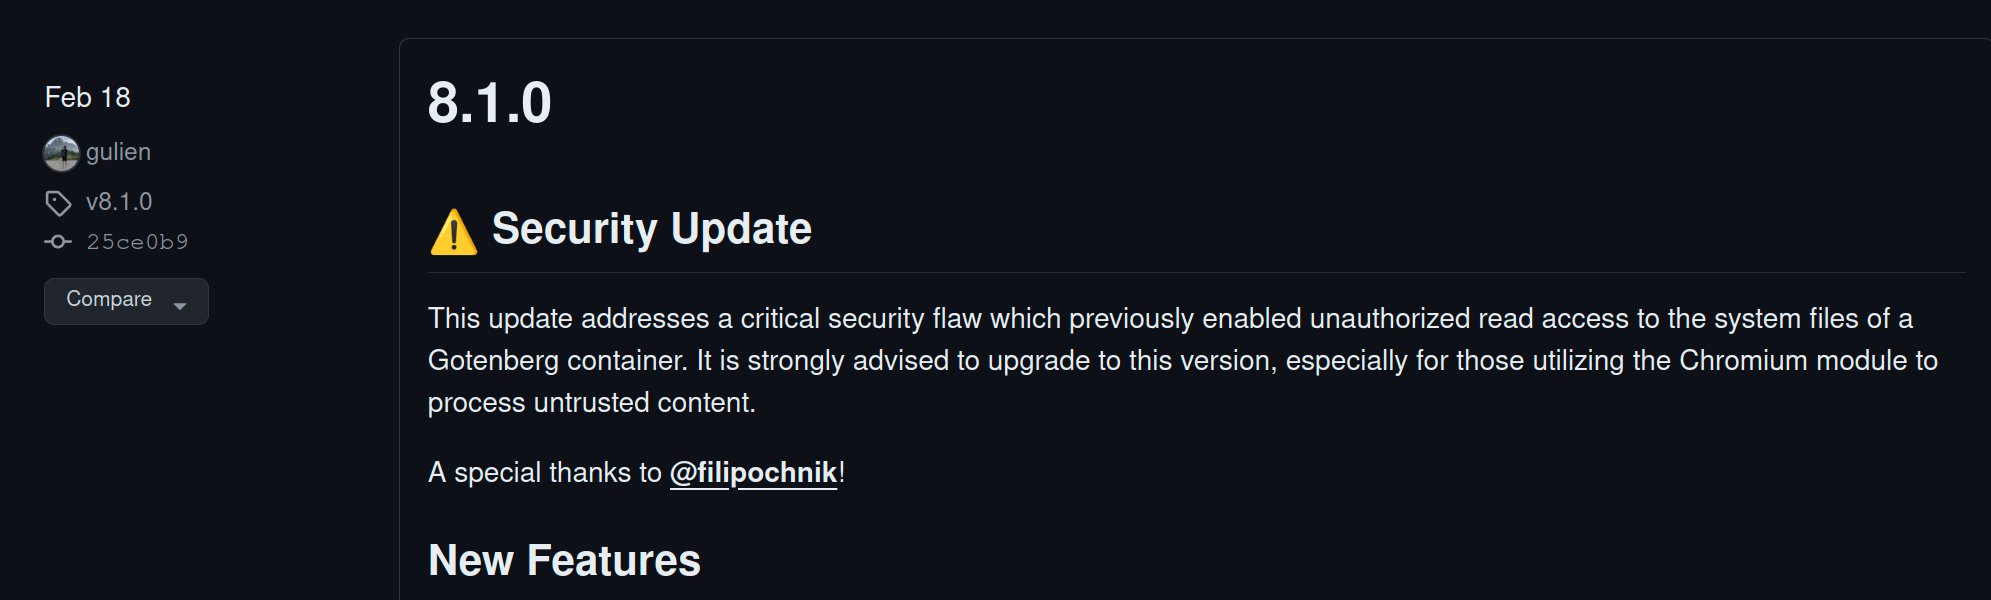 Feb 18
gulien
v8.1.0
25ce0b9
Compare
8.1.0
⚠️ Security Update
This update addresses a critical security flaw which previously enabled unauthorized read access to the system files of a
Gotenberg container. It is strongly advised to upgrade to this version, especially for those utilizing the Chromium module to
process untrusted content.
A special thanks to @filipochnik!
New Features